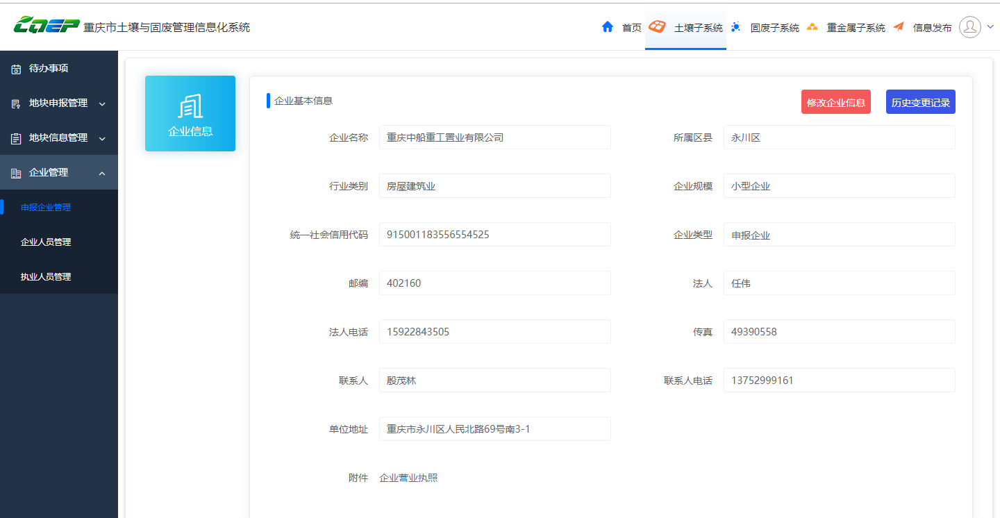 CQEP 重庆市土壤与固废管理信息化系统 首页 土壤子系统 固废子系统 重金属子系统 信息发布
待办事项
地块申报管理
地块信息管理
企业管理
申报企业管理
企业人员管理
执业人员管理
企业信息
企业基本信息 修改企业信息 历史变更记录
企业名称 重庆中船重工置业有限公司 所属区县 永川区
行业类别 房屋建筑业 企业规模 小型企业
统一社会信用代码 915001183556554525 企业类型 申报企业
邮编 402160 法人 任伟
法人电话 15922843505 传真 49390558
联系人 殷茂林 联系人电话 13752999161
单位地址 重庆市永川区人民北路69号南3-1
附件 企业营业执照